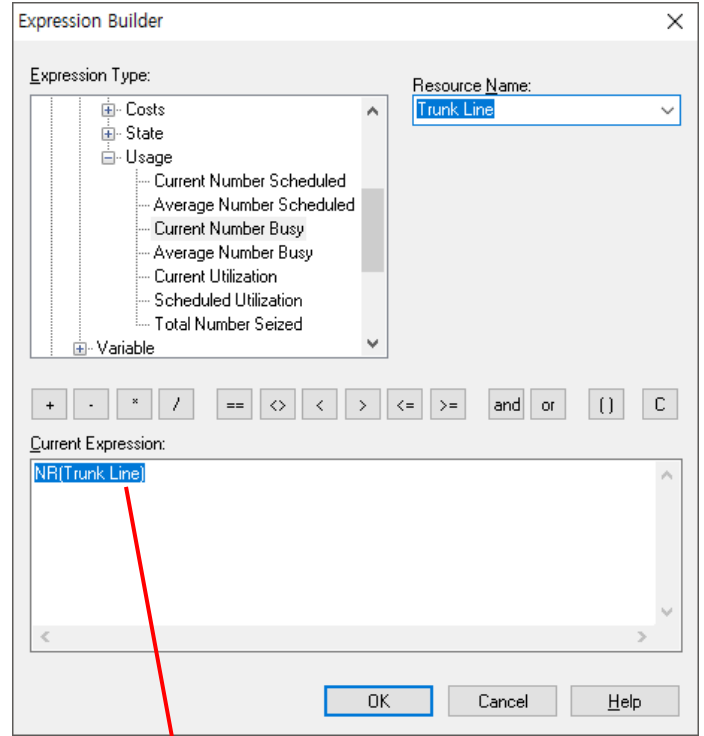 Expression Builder
Expression Type:
Resource Name:
Costs
Trunk Line
State
Usage
Current Number Scheduled
Average Number Scheduled
Current Number Busy
Average Number Busy
Current Utilization
Scheduled Utilization
Total Number Seized
Variable
+ - * / == <> < > <= >= and or () C
Current Expression:
NR(Trunk Line)
OK Cancel Help